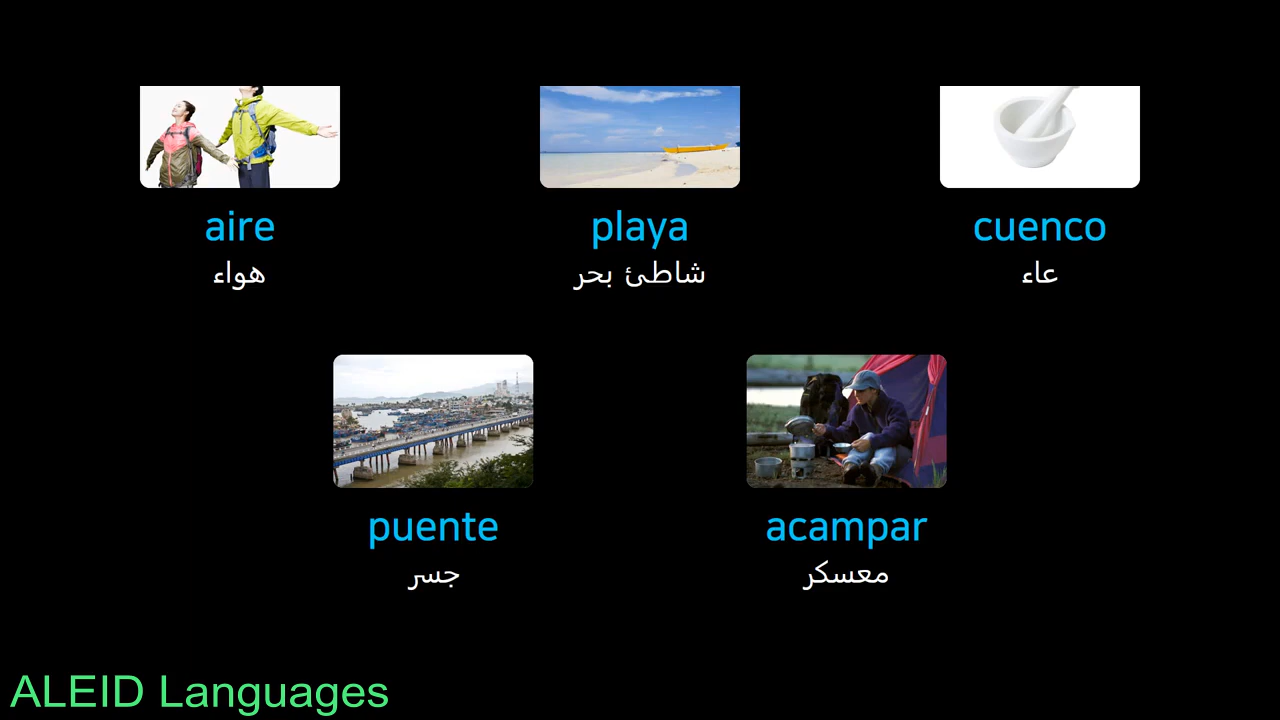 aire
هواء
playa
شاطئ بحر
cuenco
عاء
puente
جسر
acampar
معسكر
ALEID Languages